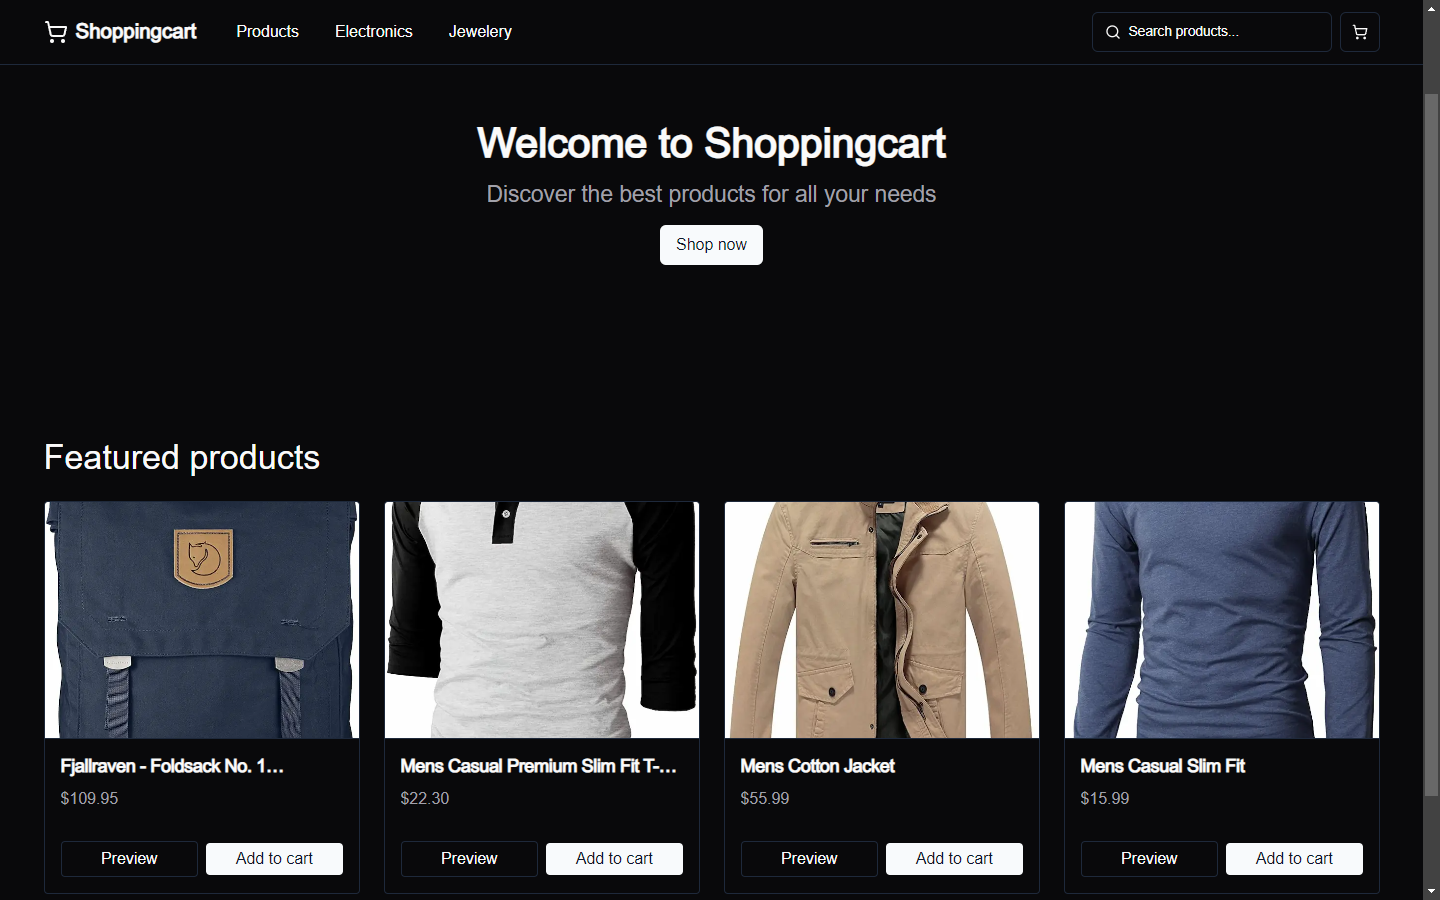 Shoppingcart Products Electronics Jewelery Search products...
Welcome to Shoppingcart
Discover the best products for all your needs
Shop now
Featured products
Fjallraven - Foldsack No. 1...
$109.95
Preview Add to cart
Mens Casual Premium Slim Fit T-...
$22.30
Preview Add to cart
Mens Cotton Jacket
$55.99
Preview Add to cart
Mens Casual Slim Fit
$15.99
Preview Add to cart